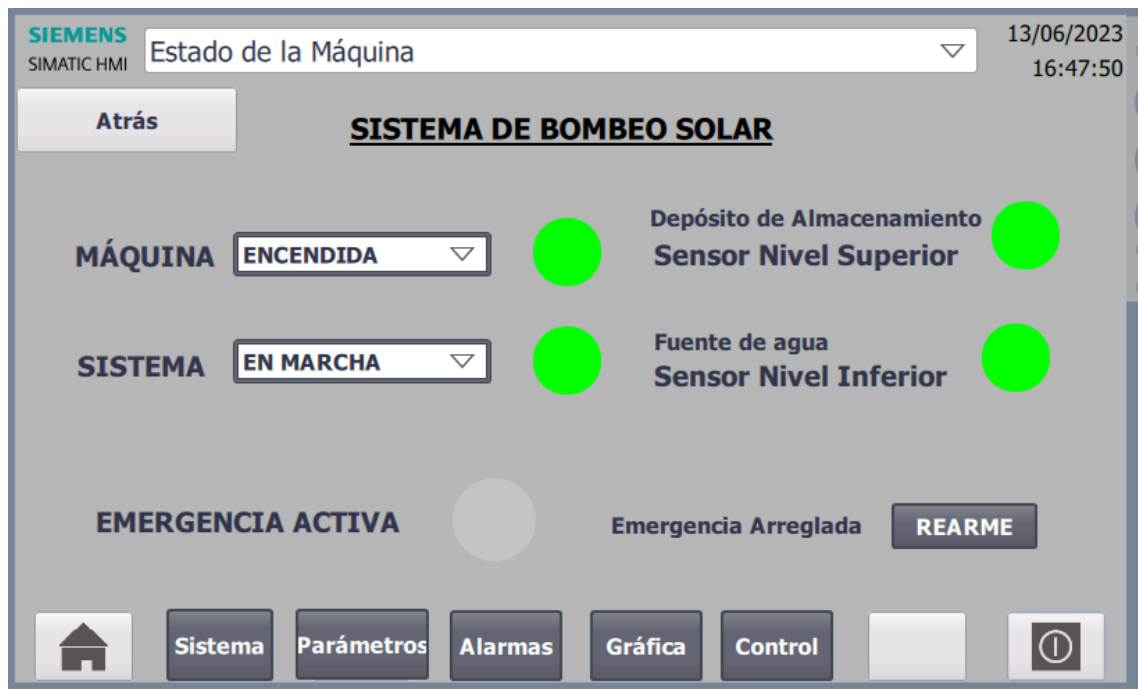 SIEMENS
SIMATIC HMI
Estado de la Máquina
13/06/2023
16:47:50
Atrás
SISTEMA DE BOMBEO SOLAR
MÁQUINA
ENCENDIDA
Depósito de Almacenamiento
Sensor Nivel Superior
SISTEMA
EN MARCHA
Fuente de agua
Sensor Nivel Inferior
EMERGENCIA ACTIVA
Emergencia Arreglada
REARME
Sistema
Parámetros
Alarmas
Gráfica
Control